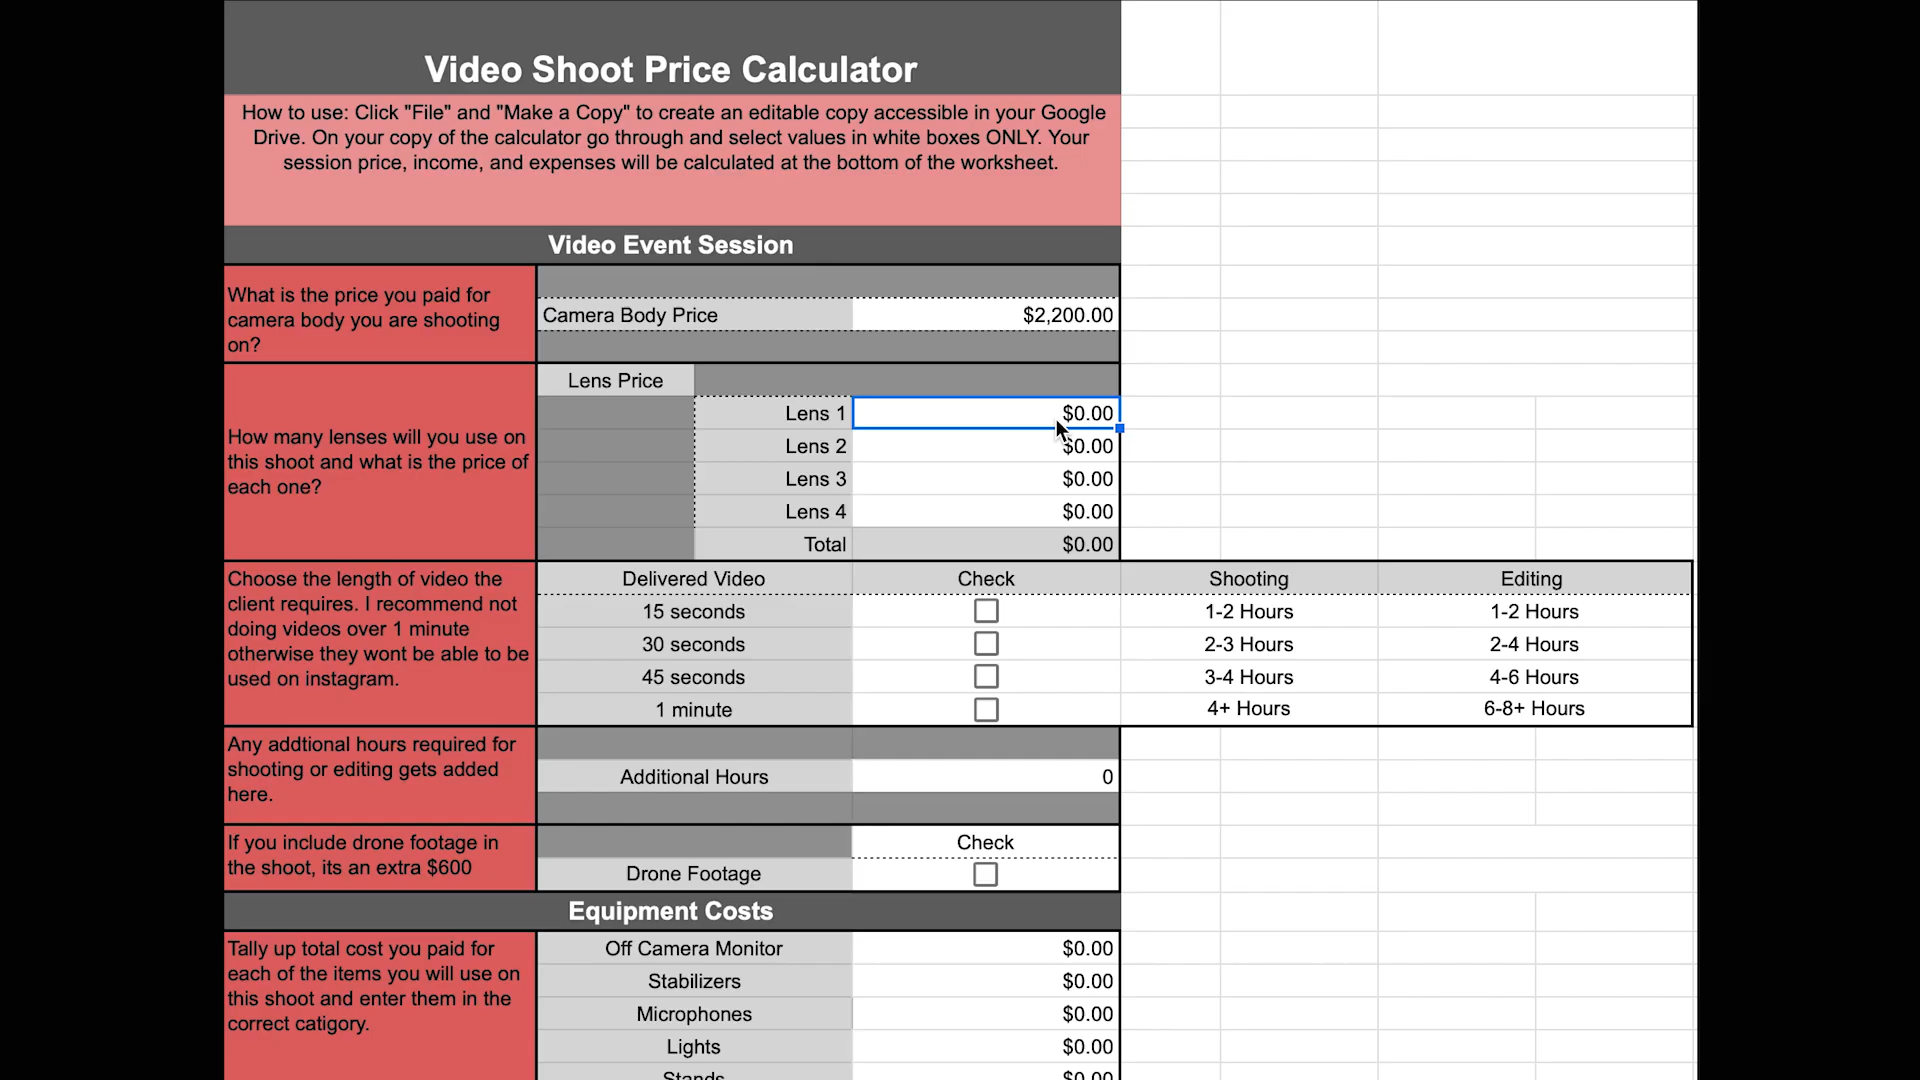 Video Shoot Price Calculator
How to use: Click "File" and "Make a Copy" to create an editable copy accessible in your Google
Drive. On your copy of the calculator go through and select values in white boxes ONLY. Your
session price, income, and expenses will be calculated at the bottom of the worksheet.
Video Event Session
What is the price you paid for
camera body you are shooting
on?
Camera Body Price $2,200.00
How many lenses will you use on
this shoot and what is the price of
each one?
Lens Price
Lens 1 $0.00
Lens 2 $0.00
Lens 3 $0.00
Lens 4 $0.00
Total $0.00
Choose the length of video the
client requires. I recommend not
doing videos over 1 minute
otherwise they wont be able to be
used on instagram.
Delivered Video Check Shooting Editing
15 seconds 1-2 Hours 1-2 Hours
30 seconds 2-3 Hours 2-4 Hours
45 seconds 3-4 Hours 4-6 Hours
1 minute 4+ Hours 6-8+ Hours
Any addtional hours required for
shooting or editing gets added
here.
Additional Hours 0
If you include drone footage in
the shoot, its an extra $600
Check
Drone Footage
Equipment Costs
Tally up total cost you paid for
each of the items you will use on
this shoot and enter them in the
correct catigory.
Off Camera Monitor $0.00
Stabilizers $0.00
Microphones $0.00
Lights $0.00
Stands $0.00